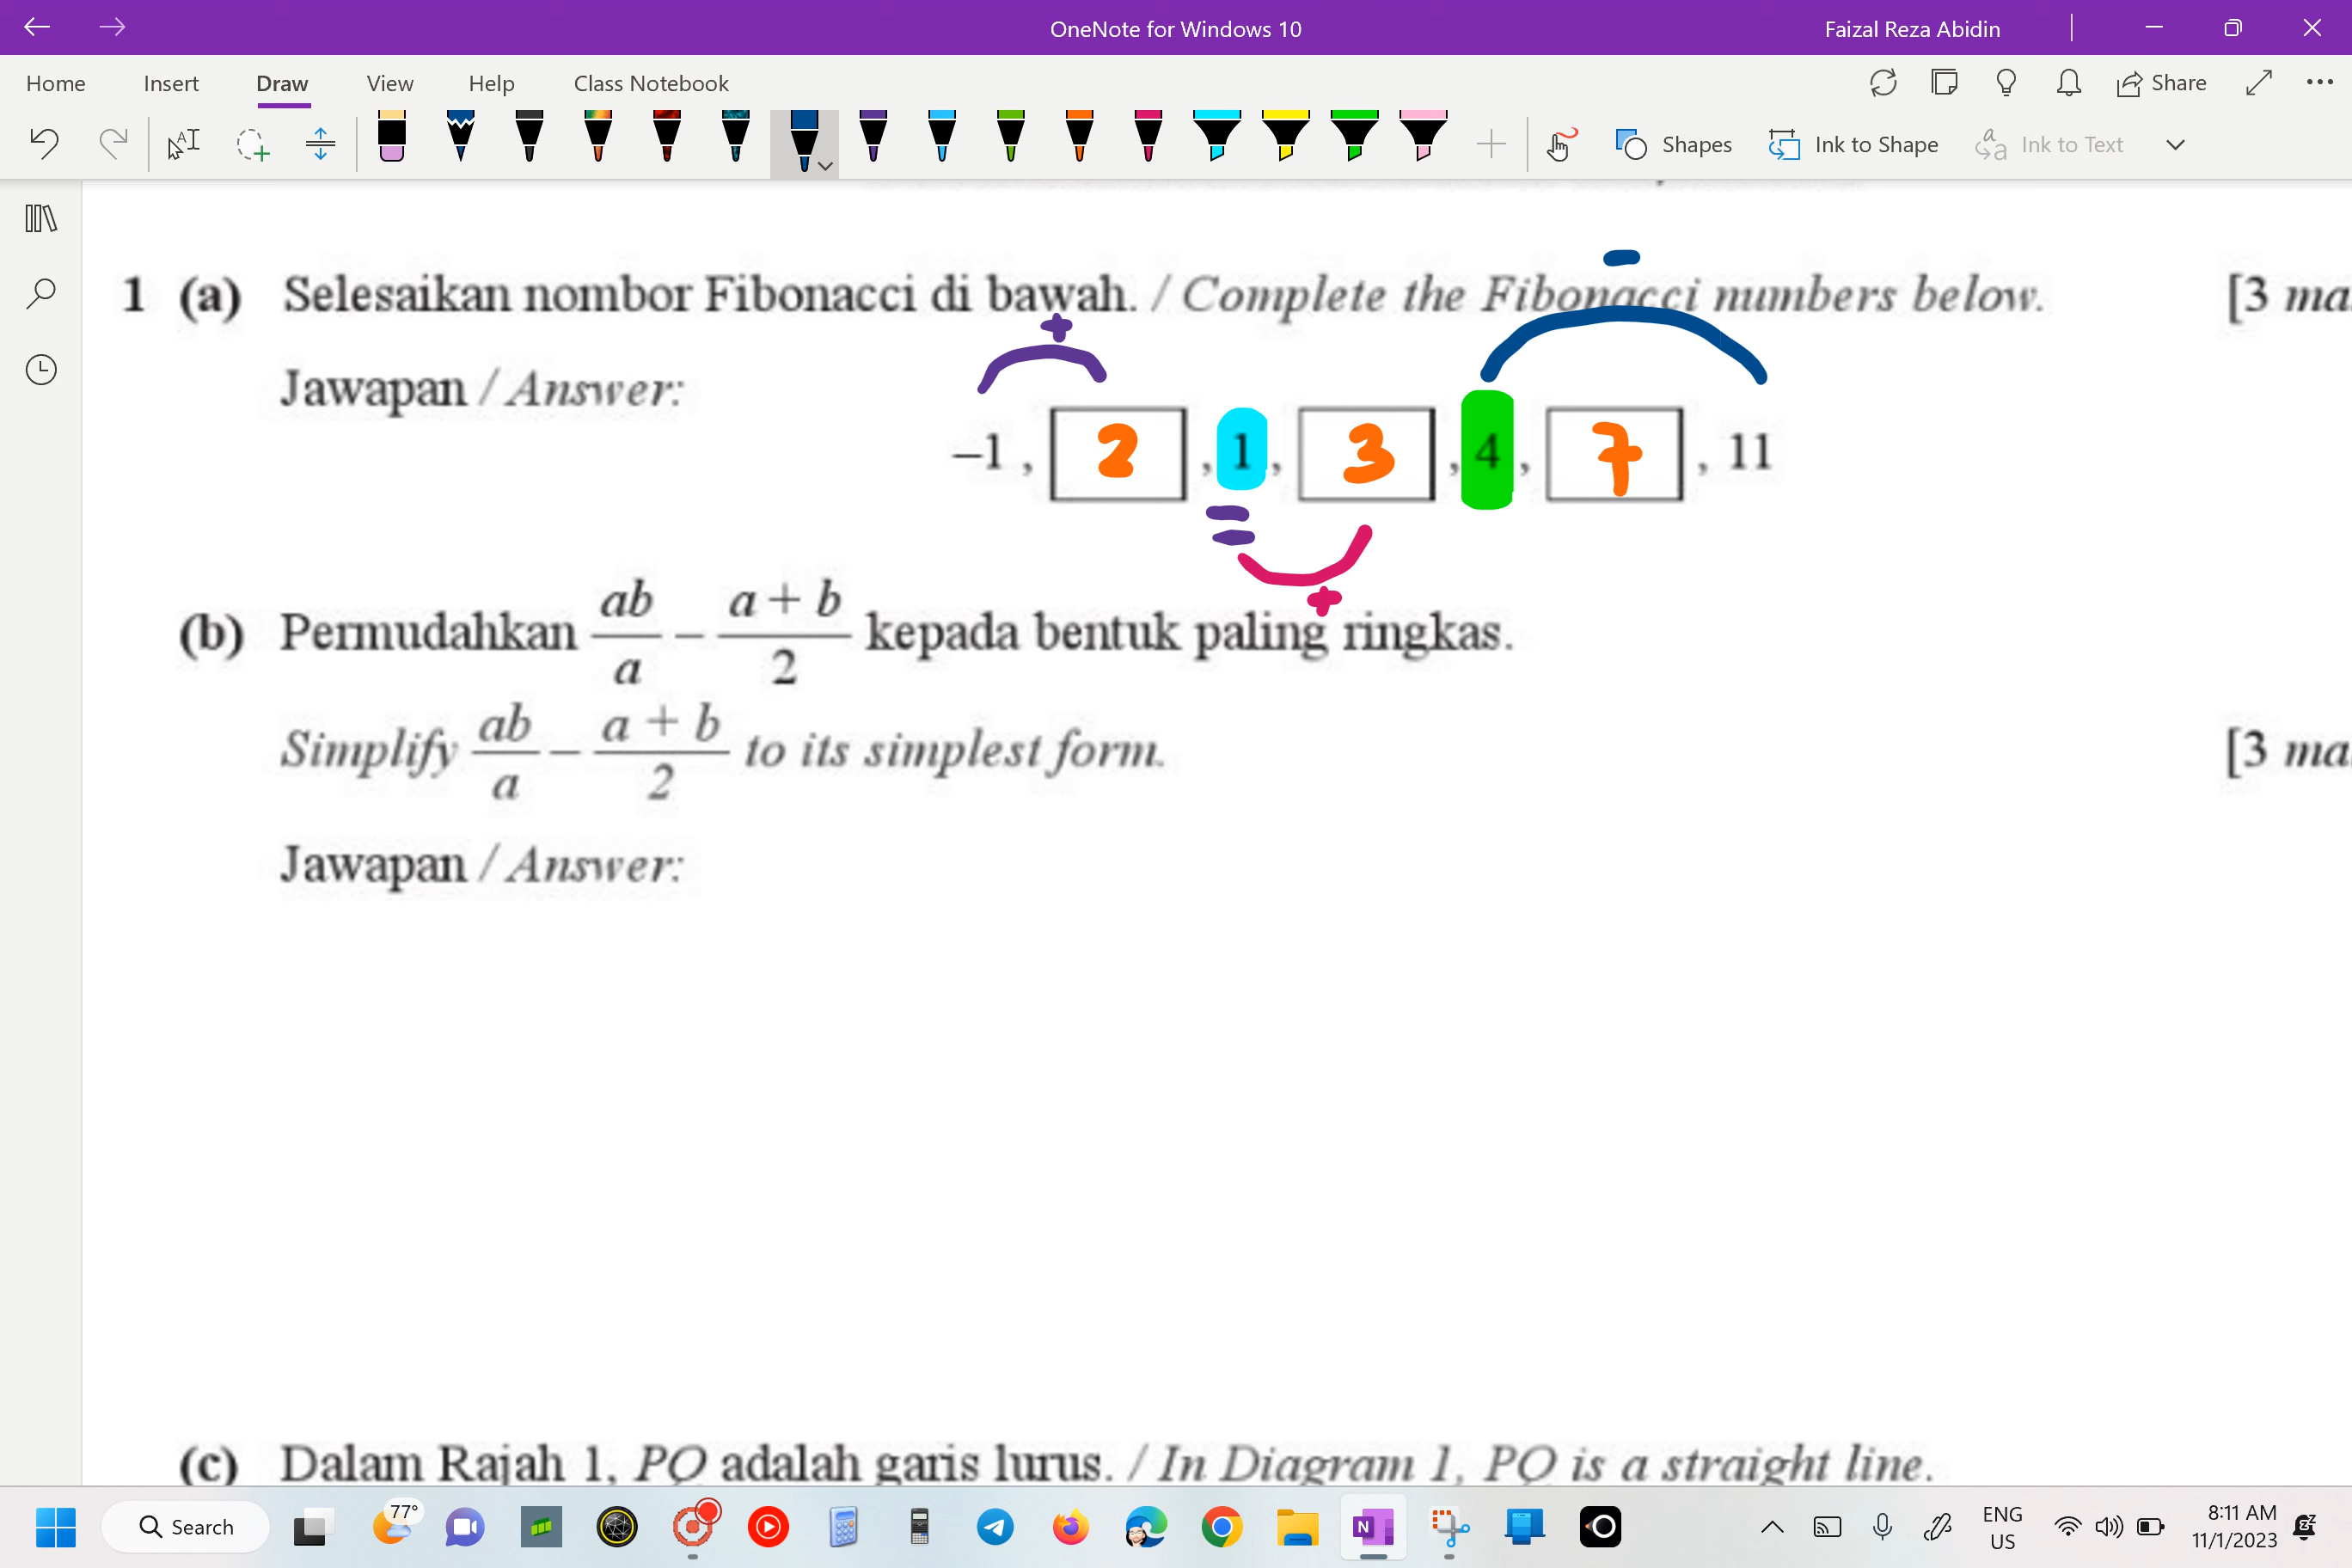 OneNote for Windows 10 Faizal Reza Abidin
Home Insert Draw View Help Class Notebook Share
Shapes Ink to Shape Ink to Text
1 (a) Selesaikan nombor Fibonacci di bawah. / Complete the Fibonacci numbers below. [3 ma
+ −
Jawapan / Answer:
−1 , 2 , 1 , 3 , 4 , 7 , 11
=
+
(b) Permudahkan ab/a − a + b/2 kepada bentuk paling ringkas.
Simplify ab/a − a + b/2 to its simplest form. [3 ma
Jawapan / Answer:
(c) Dalam Rajah 1, PQ adalah garis lurus. / In Diagram 1, PQ is a straight line.
Search 77° ENG 8:11 AM
US 11/1/2023